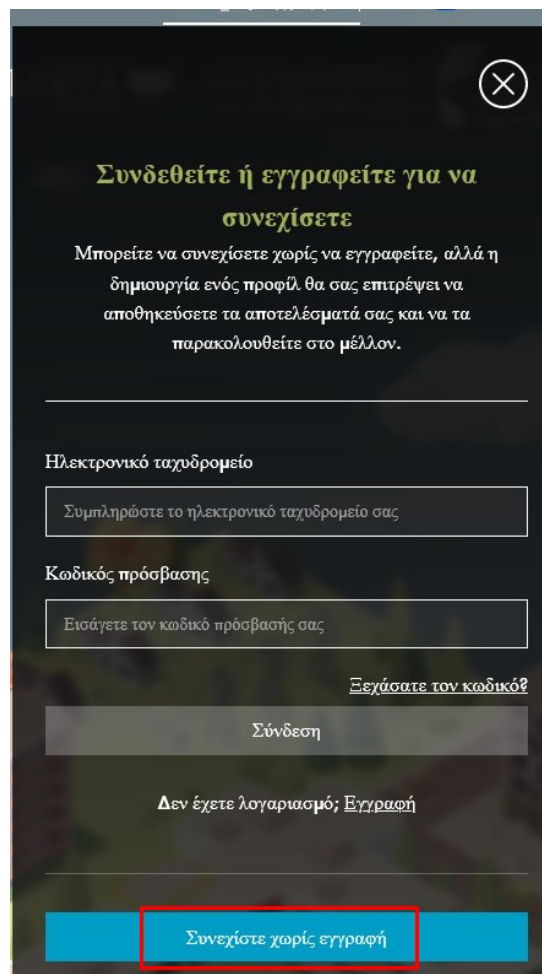 Συνδεθείτε ή εγγραφείτε για να
συνεχίσετε
Μπορείτε να συνεχίσετε χωρίς να εγγραφείτε, αλλά η
δημιουργία ενός προφίλ θα σας επιτρέψει να
αποθηκεύσετε τα αποτελέσματά σας και να τα
παρακολουθείτε στο μέλλον.
Ηλεκτρονικό ταχυδρομείο
Συμπληρώστε το ηλεκτρονικό ταχυδρομείο σας
Κωδικός πρόσβασης
Εισάγετε τον κωδικό πρόσβασής σας
Ξεχάσατε τον κωδικό?
Σύνδεση
Δεν έχετε λογαριασμό; Εγγραφή
Συνεχίστε χωρίς εγγραφή